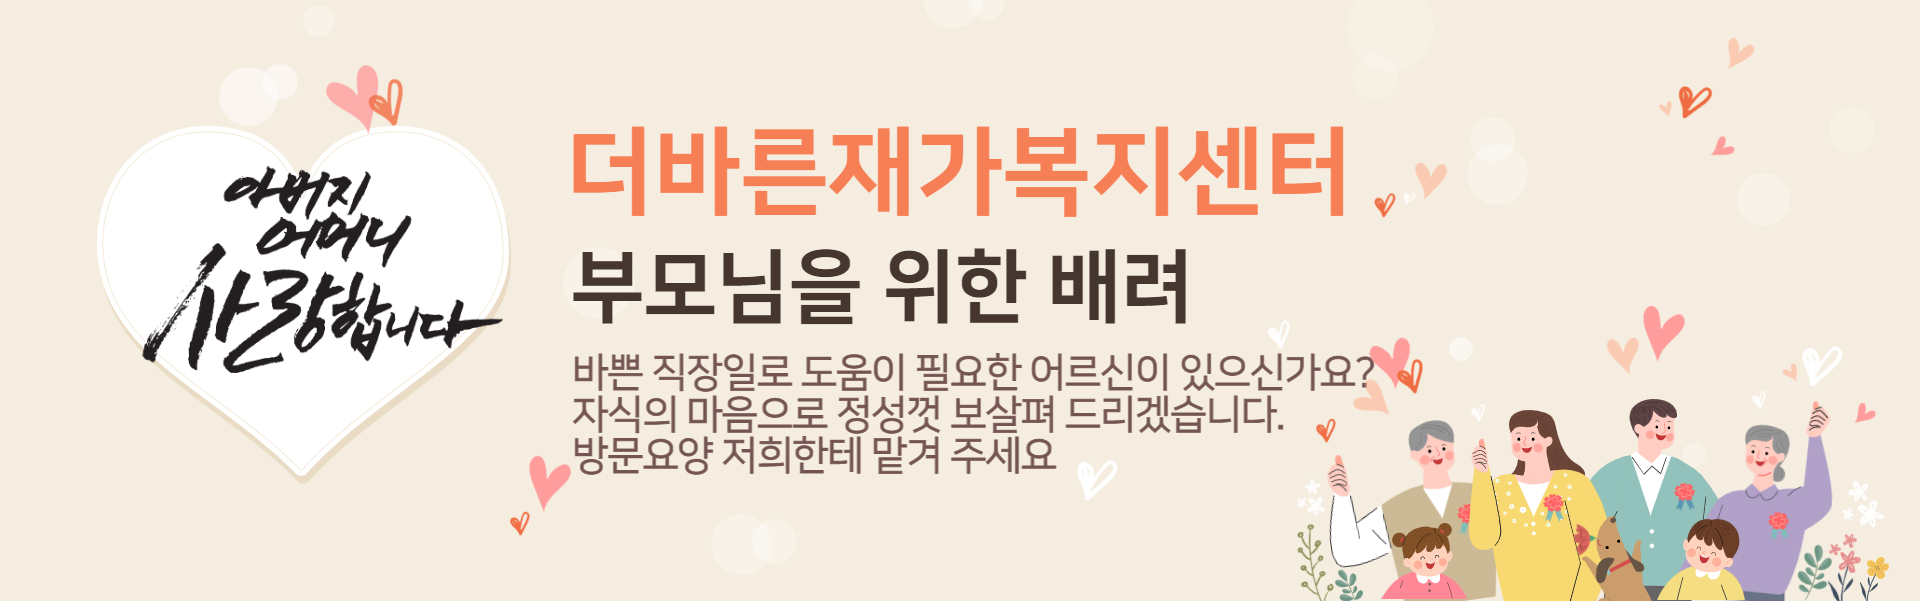 아버지
어머니
사랑합니다
더바른재가복지센터
부모님을 위한 배려
바쁜 직장일로 도움이 필요한 어르신이 있으신가요?
자식의 마음으로 정성껏 보살펴 드리겠습니다.
방문요양 저희한테 맡겨 주세요